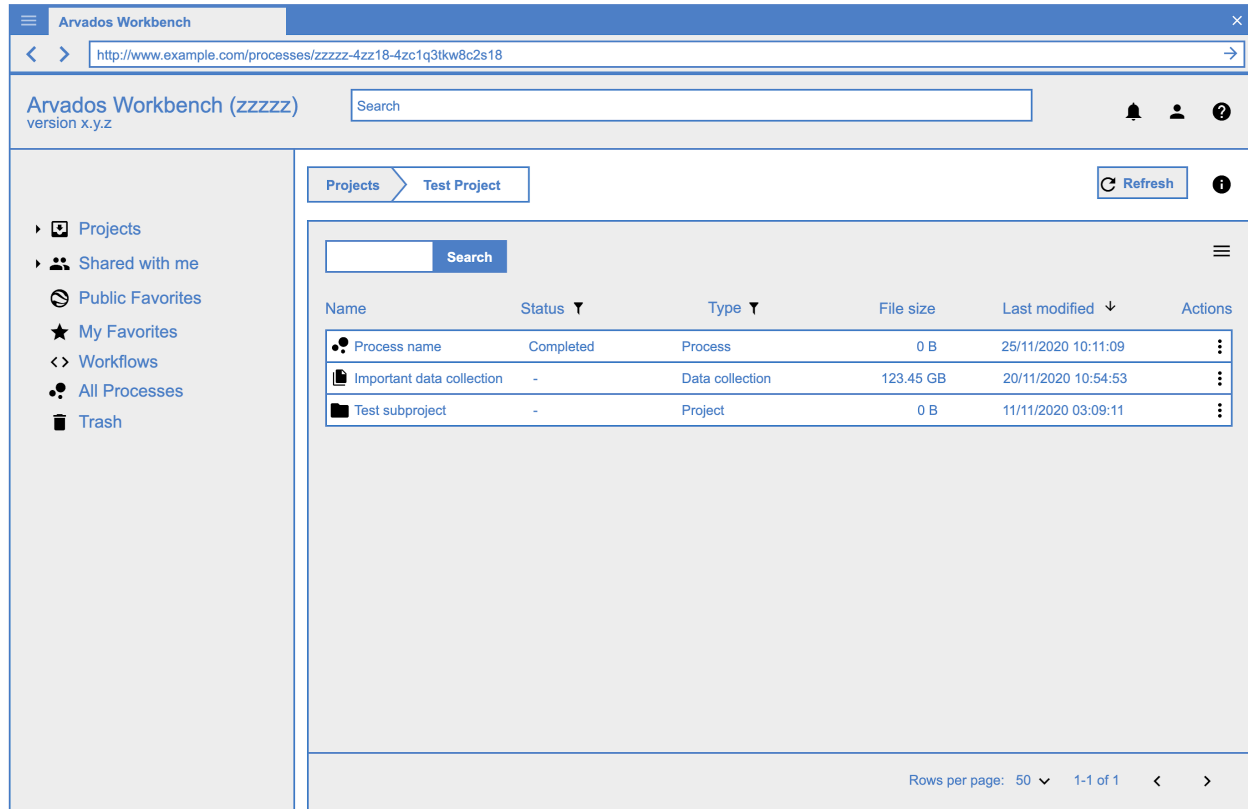 Arvados Workbench
http://www.example.com/processes/zzzzz-4zz18-4zc1q3tkw8c2s18
Arvados Workbench (zzzzz)
version x.y.z
Search
Projects
Shared with me
Public Favorites
My Favorites
Workflows
All Processes
Trash
Projects Test Project Refresh
Search
Name Status Type File size Last modified Actions
Process name Completed Process 0 B 25/11/2020 10:11:09
Important data collection - Data collection 123.45 GB 20/11/2020 10:54:53
Test subproject - Project 0 B 11/11/2020 03:09:11
Rows per page: 50 1-1 of 1